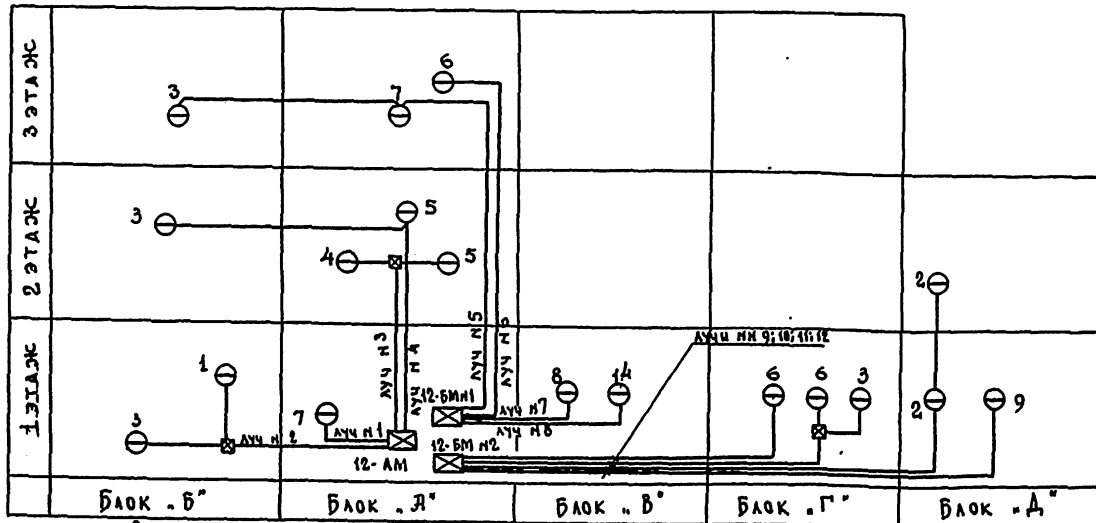 3 ЭТАЖ
6
3
7
2 ЭТАЖ
3
5
4
5
2
ЛУЧ N 3
ЛУЧ N 4
ЛУЧ N 5
ЛУЧ N 6
ЛУЧИ NN 9; 10; 11; 12
1 ЭТАЖ
1
3
ЛУЧ N 2
7
ЛУЧ N 1
12-АМ
12-БМ N1
ЛУЧ N 7
ЛУЧ N 8
12-БМ N2
8
14
6
6
3
2
9
БЛОК „Б"
БЛОК „А"
БЛОК „В"
БЛОК „Г"
БЛОК „Д"